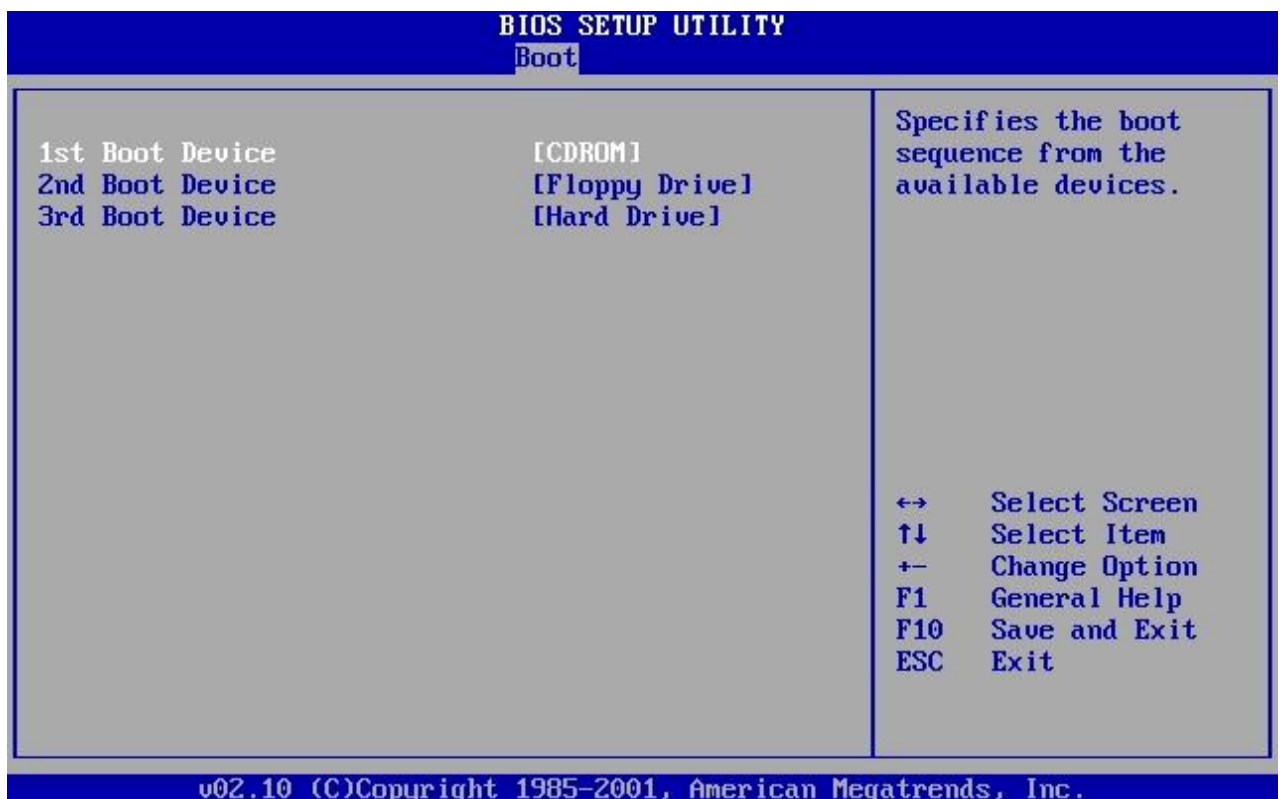 BIOS SETUP UTILITY
Boot
1st Boot Device [CDROM]
2nd Boot Device [Floppy Drive]
3rd Boot Device [Hard Drive]
Specifies the boot
sequence from the
available devices.
←→ Select Screen
↑↓ Select Item
+- Change Option
F1 General Help
F10 Save and Exit
ESC Exit
v02.10 (C)Copyright 1985-2001, American Megatrends, Inc.